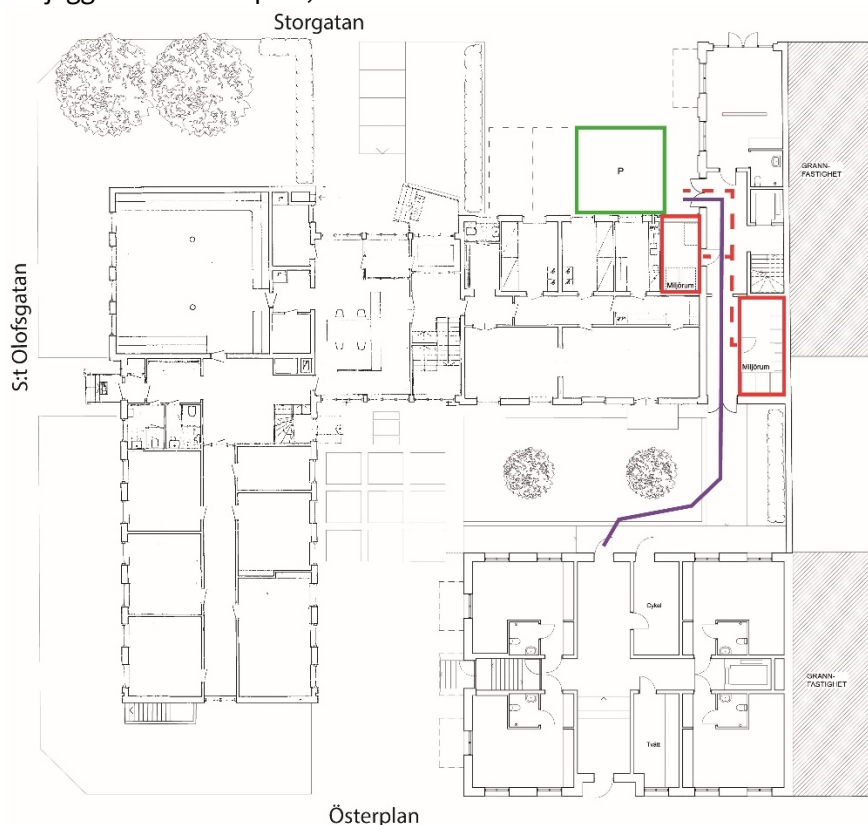 Storgatan
GRANN-
FASTIGHET
P
Miljörum
S:t Olofsgatan
Miljörum
Cykel
GRANN-
FASTIGHET
Tvätt
Österplan